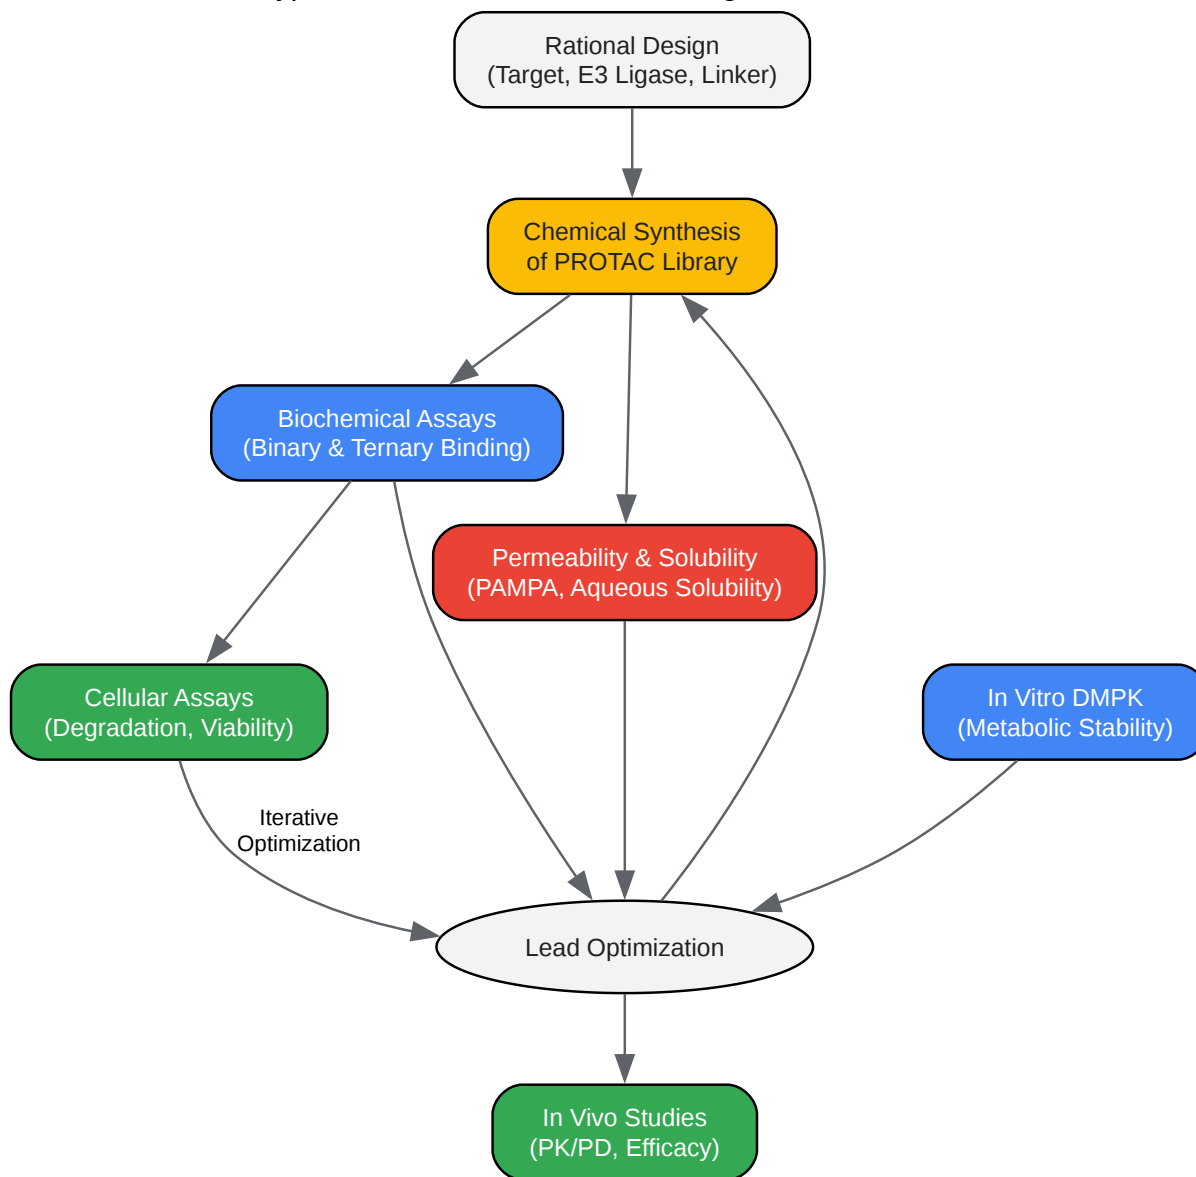 Rational Design
(Target, E3 Ligase, Linker)
Chemical Synthesis
of PROTAC Library
Biochemical Assays
(Binary & Ternary Binding)
Permeability & Solubility
(PAMPA, Aqueous Solubility)
Cellular Assays
(Degradation, Viability)
In Vitro DMPK
(Metabolic Stability)
Iterative
Optimization
Lead Optimization
In Vivo Studies
(PK/PD, Efficacy)